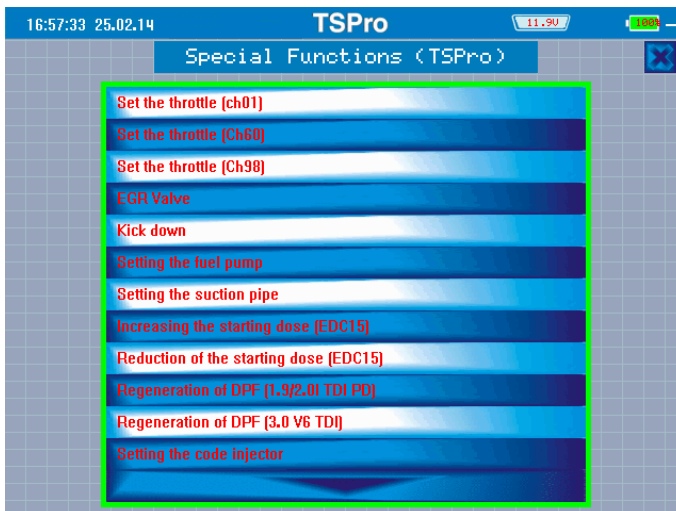 16:57:33 25.02.14 TSPro 11.9V 100%
Special Functions (TSPro)
Set the throttle (ch01)
Set the throttle (Ch60)
Set the throttle (Ch98)
EGR Valve
Kick down
Setting the fuel pump
Setting the suction pipe
Increasing the starting dose (EDC15)
Reduction of the starting dose (EDC15)
Regeneration of DPF (1.9/2.0l TDI PD)
Regeneration of DPF (3.0 V6 TDI)
Setting the code injector